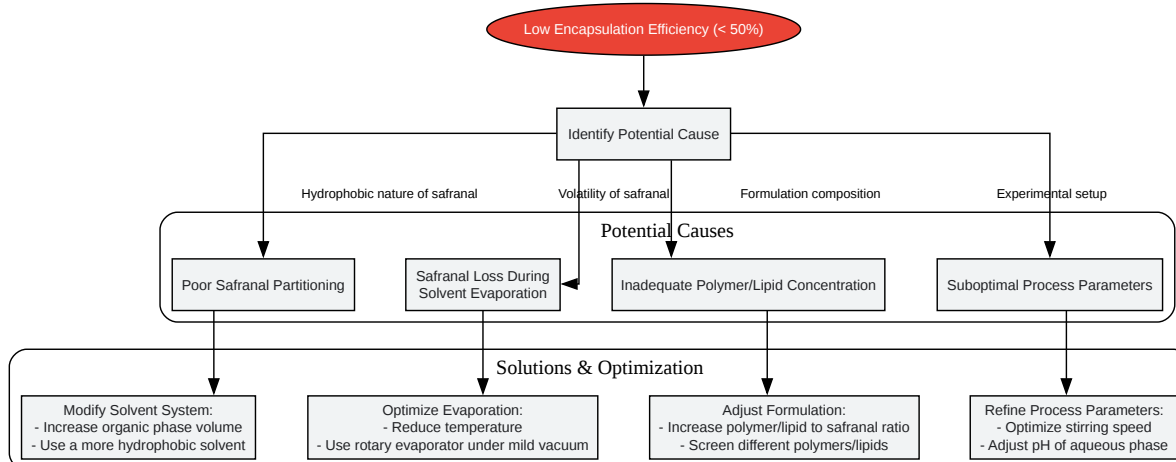 Low Encapsulation Efficiency (< 50%)
Identify Potential Cause
Hydrophobic nature of safranal
Volatility of safranal
Formulation composition
Experimental setup
Potential Causes
Poor Safranal Partitioning
Safranal Loss During
Solvent Evaporation
Inadequate Polymer/Lipid Concentration
Suboptimal Process Parameters
Solutions & Optimization
Modify Solvent System:
- Increase organic phase volume
- Use a more hydrophobic solvent
Optimize Evaporation:
- Reduce temperature
- Use rotary evaporator under mild vacuum
Adjust Formulation:
- Increase polymer/lipid to safranal ratio
- Screen different polymers/lipids
Refine Process Parameters:
- Optimize stirring speed
- Adjust pH of aqueous phase